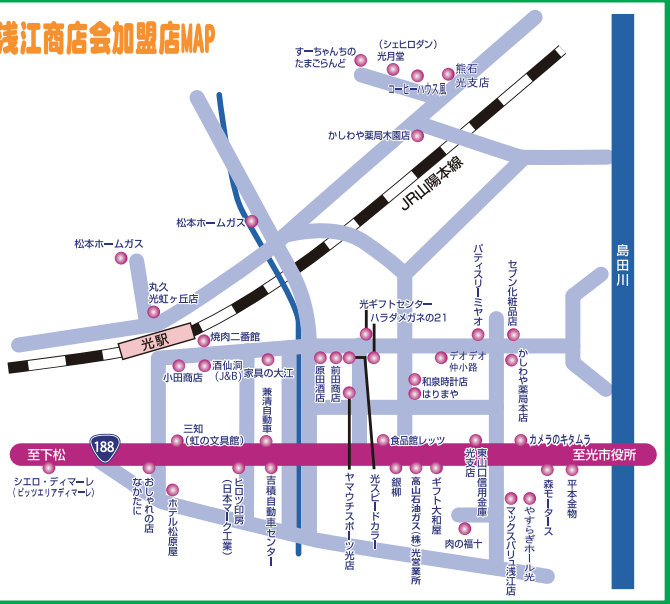 浅江商店会加盟店MAP
すーちゃんちの
たまごらんど
(シェヒロダン)
光月堂
コーヒーハウス風
熊石
光支店
かしわや薬局木園店
JR山陽本線
島田川
松本ホームガス
松本ホームガス
丸久
光虹ヶ丘店
光駅
焼肉二番館
小田商店
酒仙洞
(J&B)
家具の大江
兼清自動車
原田酒店
前田商店
光ギフトセンター
ハラダメガネの21
パティスリーミヤオ
セブン化粧品店
デオデオ
仲小路
かしわや薬局本店
和泉時計店
はりまや
三知
(虹の文具館)
188
至下松
食品館レッツ
東山口信用金庫
光支店
カメラのキタムラ
至光市役所
シエロ・ディマーレ
(ピッツエリアディマーレ)
おしゃれの店
なかたに
ホテル松原屋
ヒロツ印房
(日本マーク工業)
吉積自動車センター
ヤマウチスポーツ光店
光スピードカラー
銀柳
高山石油ガス(株)光営業所
ギフト大和屋
肉の福十
マックスバリュ浅江店
やすらぎホール光
森モータース
平本金物